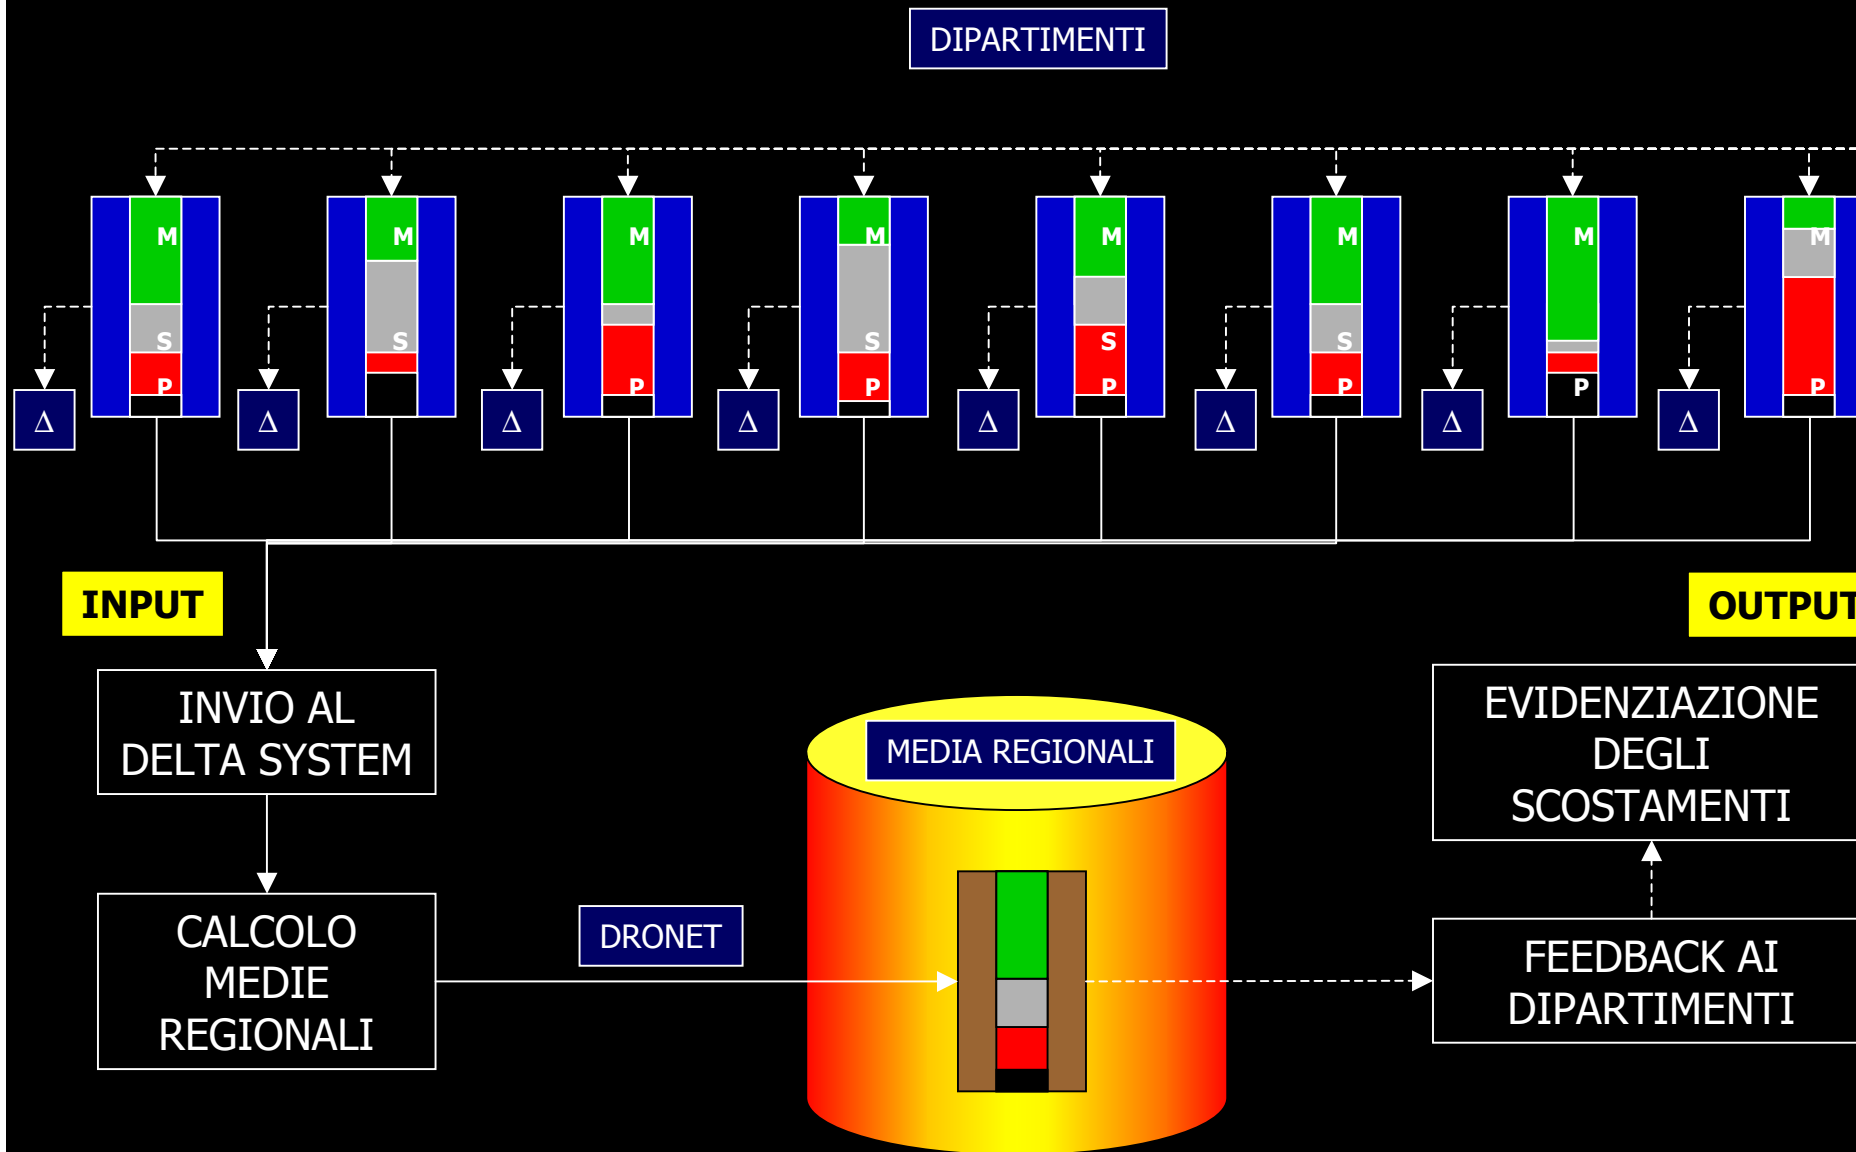 DIPARTIMENTI
M M M M M M M M
S S S S S
P P P P P P P
Δ Δ Δ Δ Δ Δ Δ Δ
INPUT
OUTPUT
INVIO AL
DELTA SYSTEM
MEDIA REGIONALI
EVIDENZIAZIONE
DEGLI
SCOSTAMENTI
CALCOLO
MEDIE
REGIONALI
DRONET
FEEDBACK AI
DIPARTIMENTI